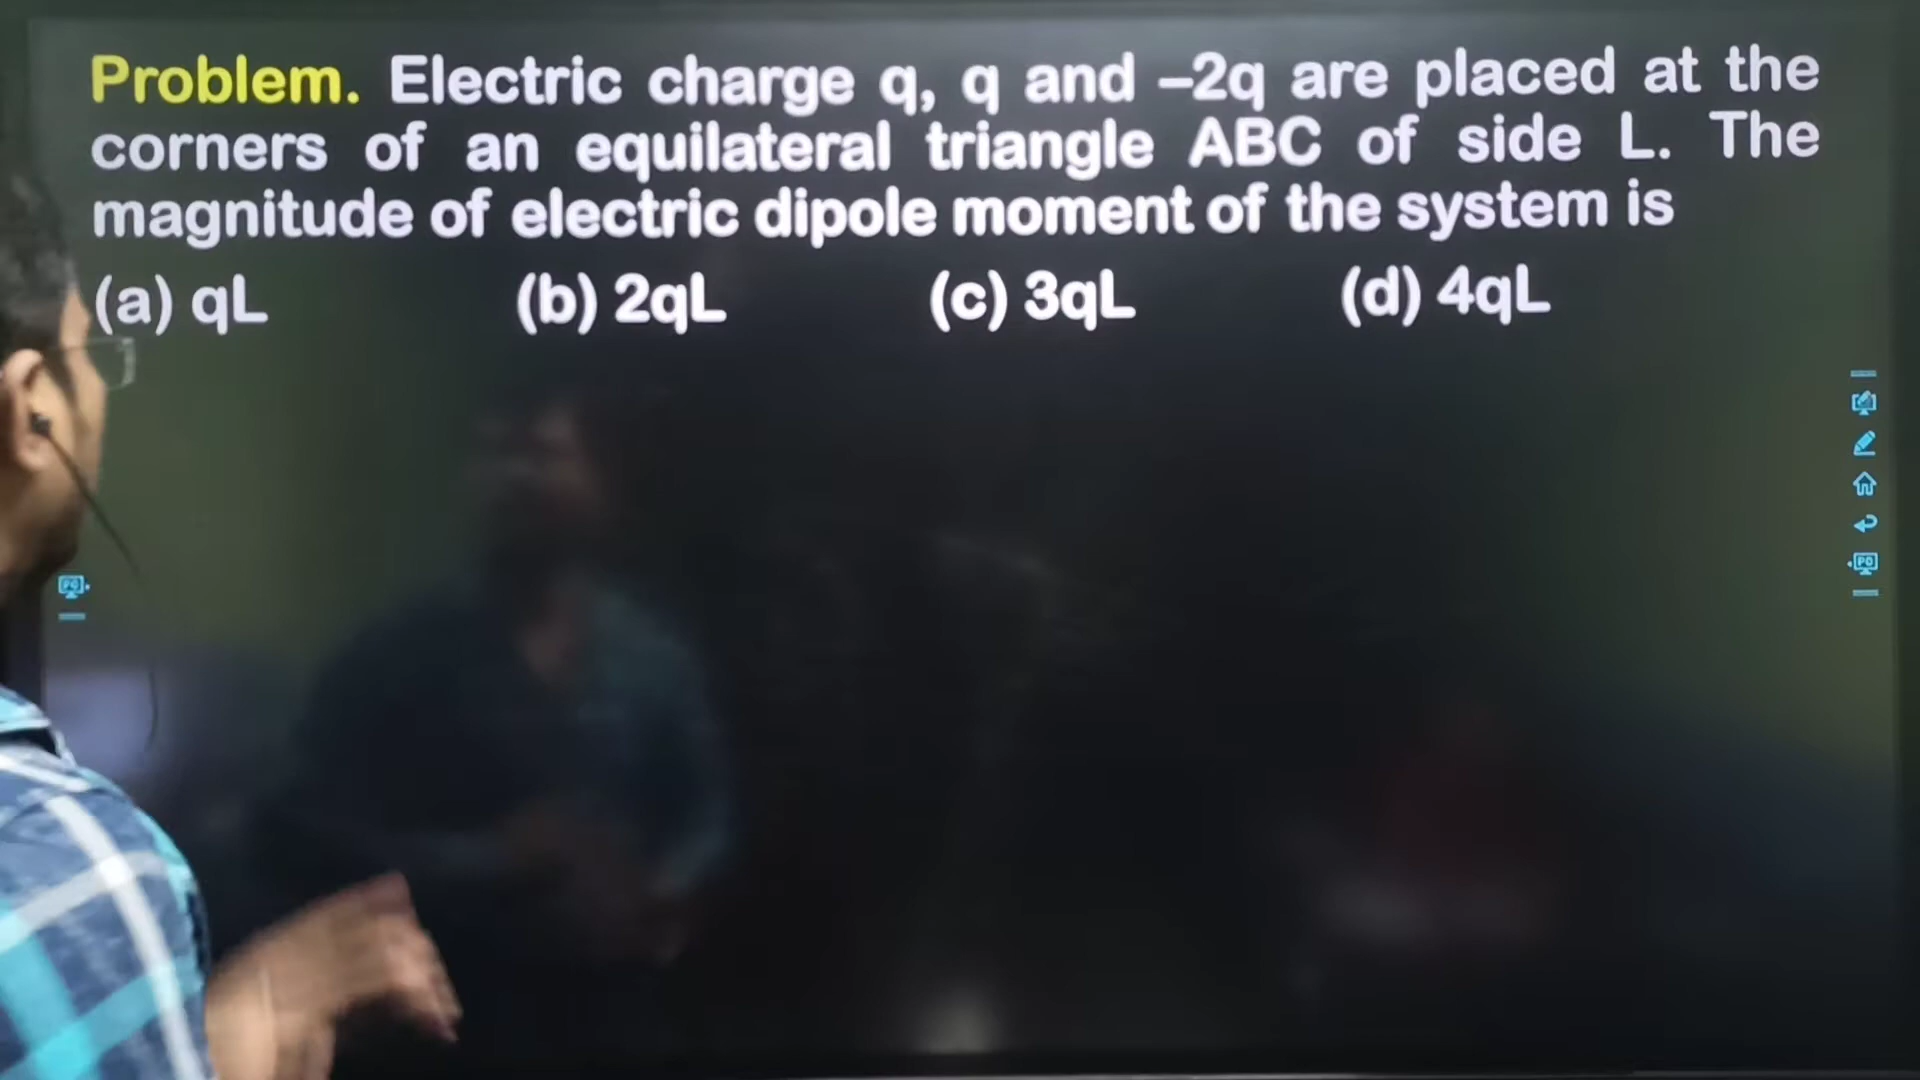 Problem. Electric charge q, q and –2q are placed at the
corners of an equilateral triangle ABC of side L. The
magnitude of electric dipole moment of the system is
(a) qL (b) 2qL (c) 3qL (d) 4qL